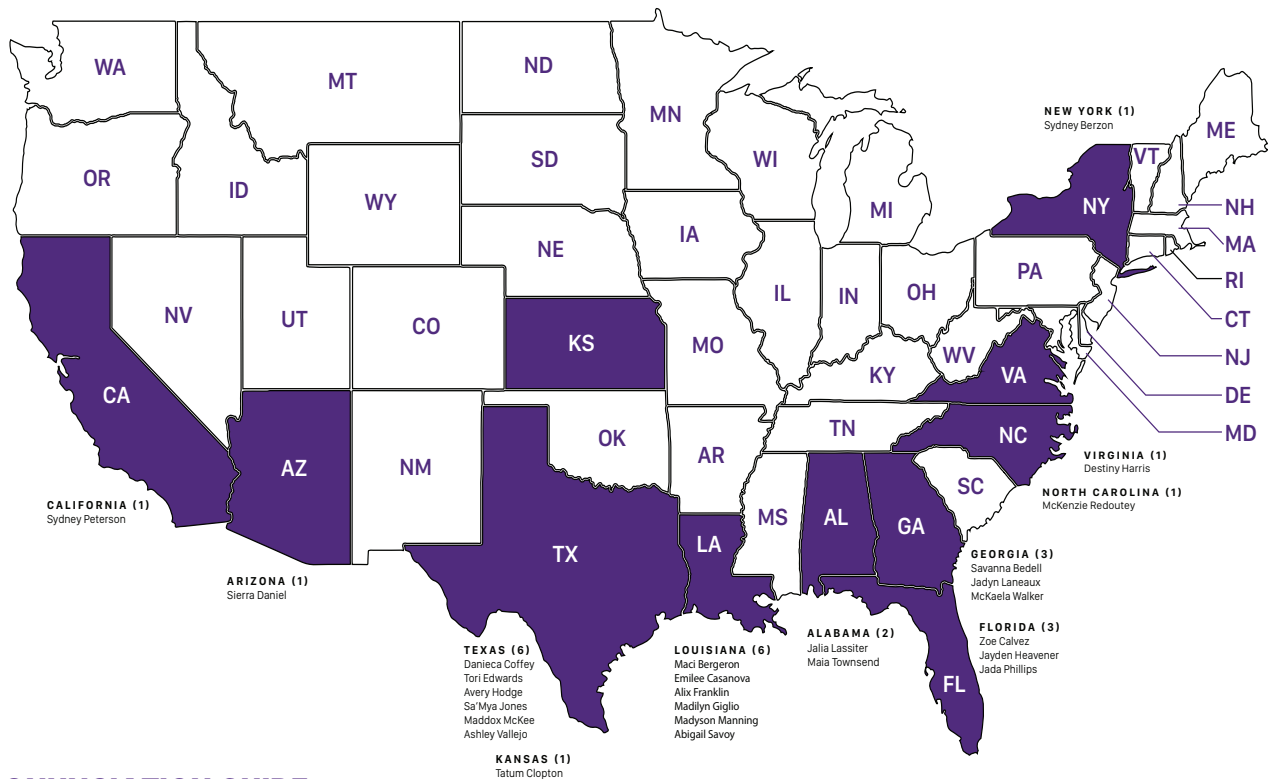 WA
MT
ND
MN
OR
ID
WY
SD
WI
MI
NEW YORK (1)
Sydney Berzon
NY
VT
ME
NH
MA
RI
CT
NJ
DE
MD
NE
IA
IL
IN
OH
PA
NV
UT
CO
KS
MO
KY
WV
VA
CA
AZ
NM
OK
AR
TN
NC
SC
TX
LA
MS
AL
GA
FL
VIRGINIA (1)
Destiny Harris
NORTH CAROLINA (1)
McKenzie Redoutey
CALIFORNIA (1)
Sydney Peterson
ARIZONA (1)
Sierra Daniel
GEORGIA (3)
Savanna Bedell
Jadyn Laneaux
McKaela Walker
FLORIDA (3)
Zoe Calvez
Jayden Heavener
Jada Phillips
ALABAMA (2)
Jalia Lassiter
Maia Townsend
TEXAS (6)
Danieca Coffey
Tori Edwards
Avery Hodge
Sa'Mya Jones
Maddox McKee
Ashley Vallejo
LOUISIANA (6)
Maci Bergeron
Emilee Casanova
Alix Franklin
Madilyn Giglio
Madyson Manning
Abigail Savoy
KANSAS (1)
Tatum Clopton